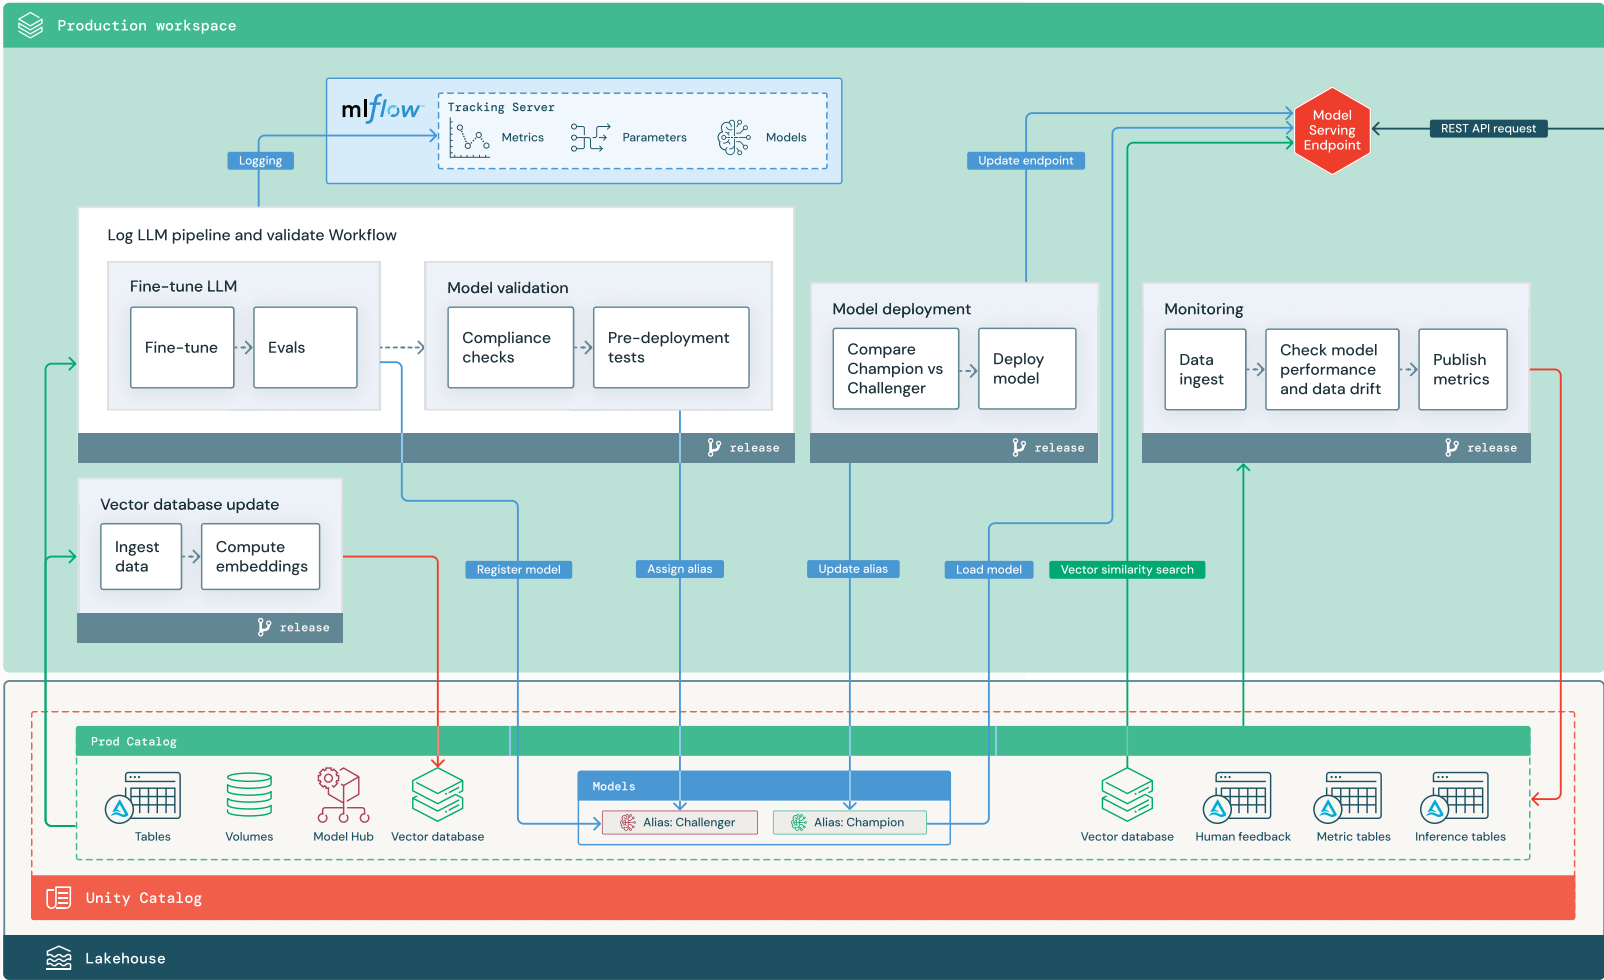 Production workspace
mlflow
Tracking Server
Metrics
Parameters
Models
Logging
Update endpoint
Model
Serving
Endpoint
REST API request
Log LLM pipeline and validate Workflow
Fine-tune LLM
Fine-tune
Evals
Model validation
Compliance
checks
Pre-deployment
tests
release
Model deployment
Compare
Champion vs
Challenger
Deploy
model
release
Monitoring
Data
ingest
Check model
performance
and data drift
Publish
metrics
release
Vector database update
Ingest
data
Compute
embeddings
release
Register model
Assign alias
Update alias
Load model
Vector similarity search
Prod Catalog
Tables
Volumes
Model Hub
Vector database
Models
Alias: Challenger
Alias: Champion
Vector database
Human feedback
Metric tables
Inference tables
Unity Catalog
Lakehouse